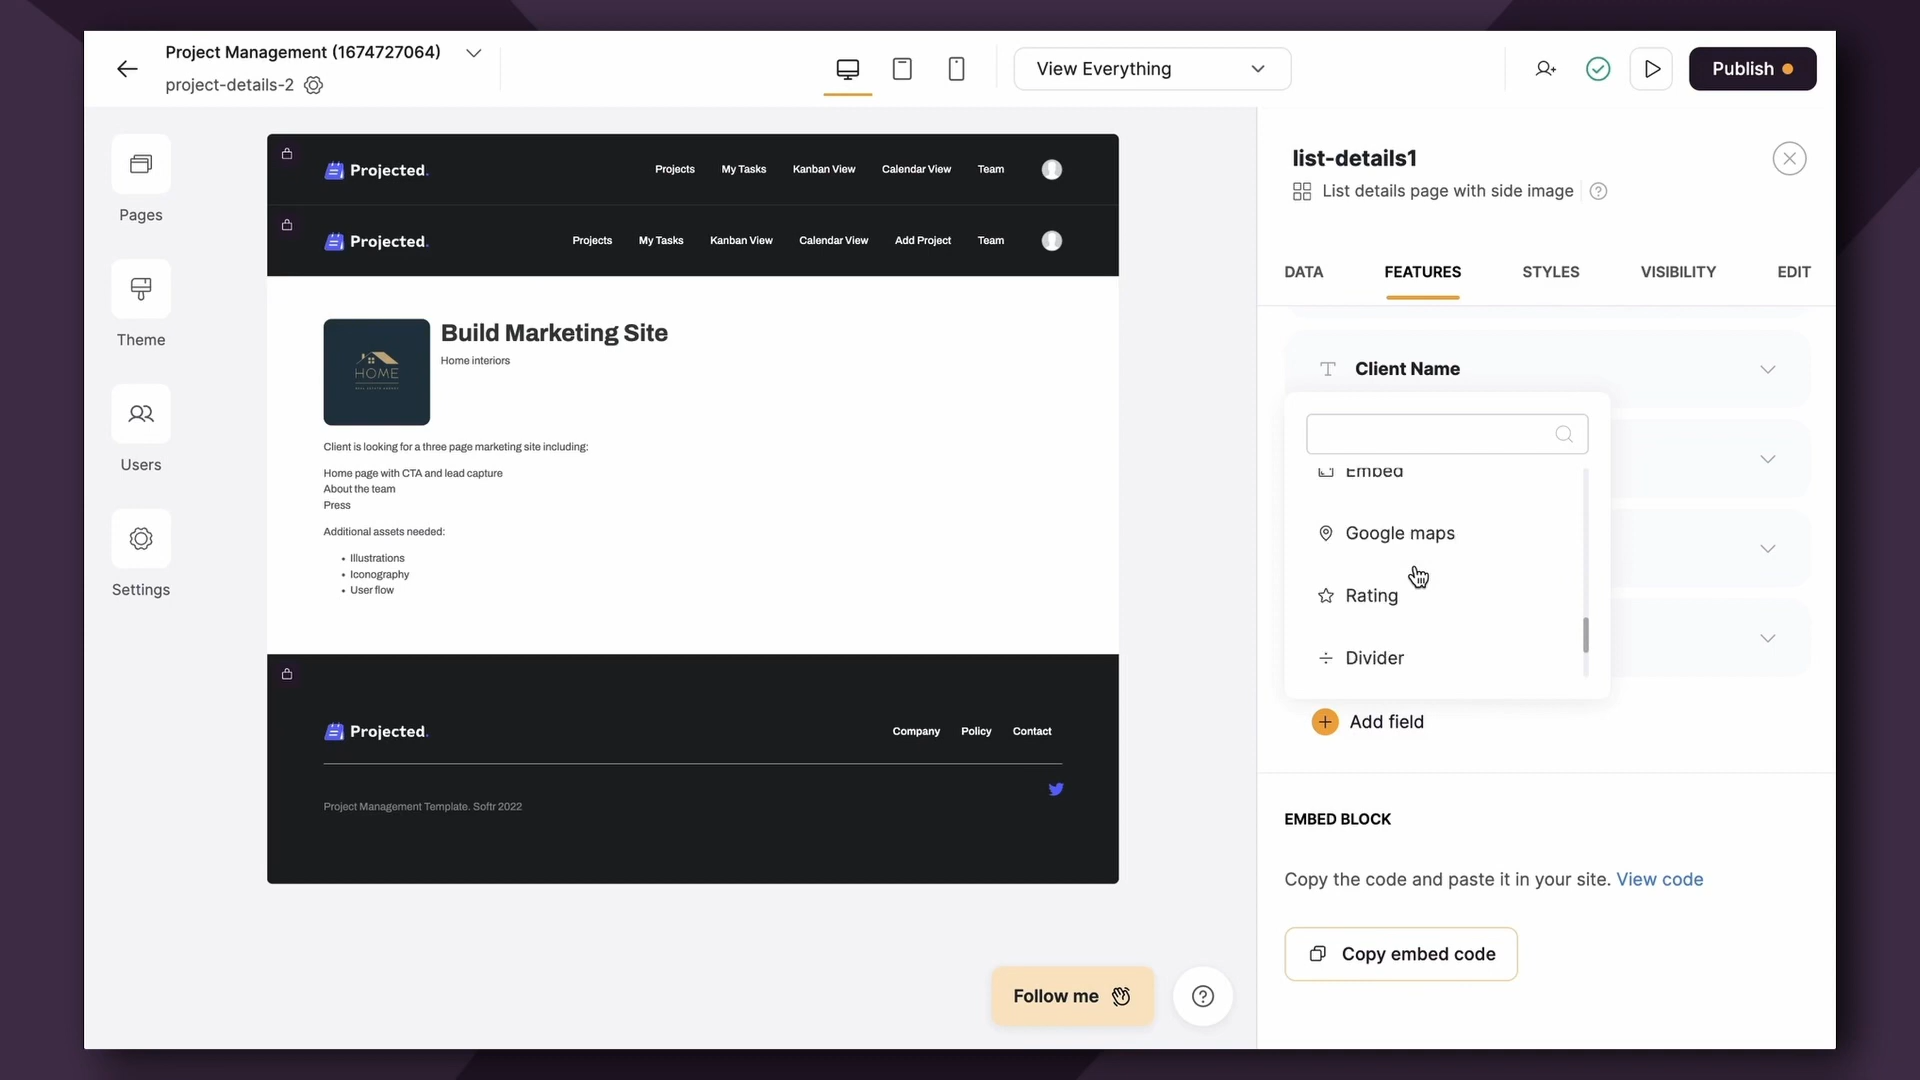 Project Management (1674727064)
project-details-2
View Everything
Publish
Pages
Theme
Users
Settings
Projected.
Projects
My Tasks
Kanban View
Calendar View
Team
Projected.
Projects
My Tasks
Kanban View
Calendar View
Add Project
Team
HOME
Build Marketing Site
Home interiors
Client is looking for a three page marketing site including:
Home page with CTA and lead capture
About the team
Press
Additional assets needed:
• Illustrations
• Iconography
• User flow
Projected.
Company
Policy
Contact
Project Management Template. Softr 2022
Follow me
list-details1
List details page with side image
DATA
FEATURES
STYLES
VISIBILITY
EDIT
Client Name
Embed
Google maps
Rating
Divider
Add field
EMBED BLOCK
Copy the code and paste it in your site. View code
Copy embed code